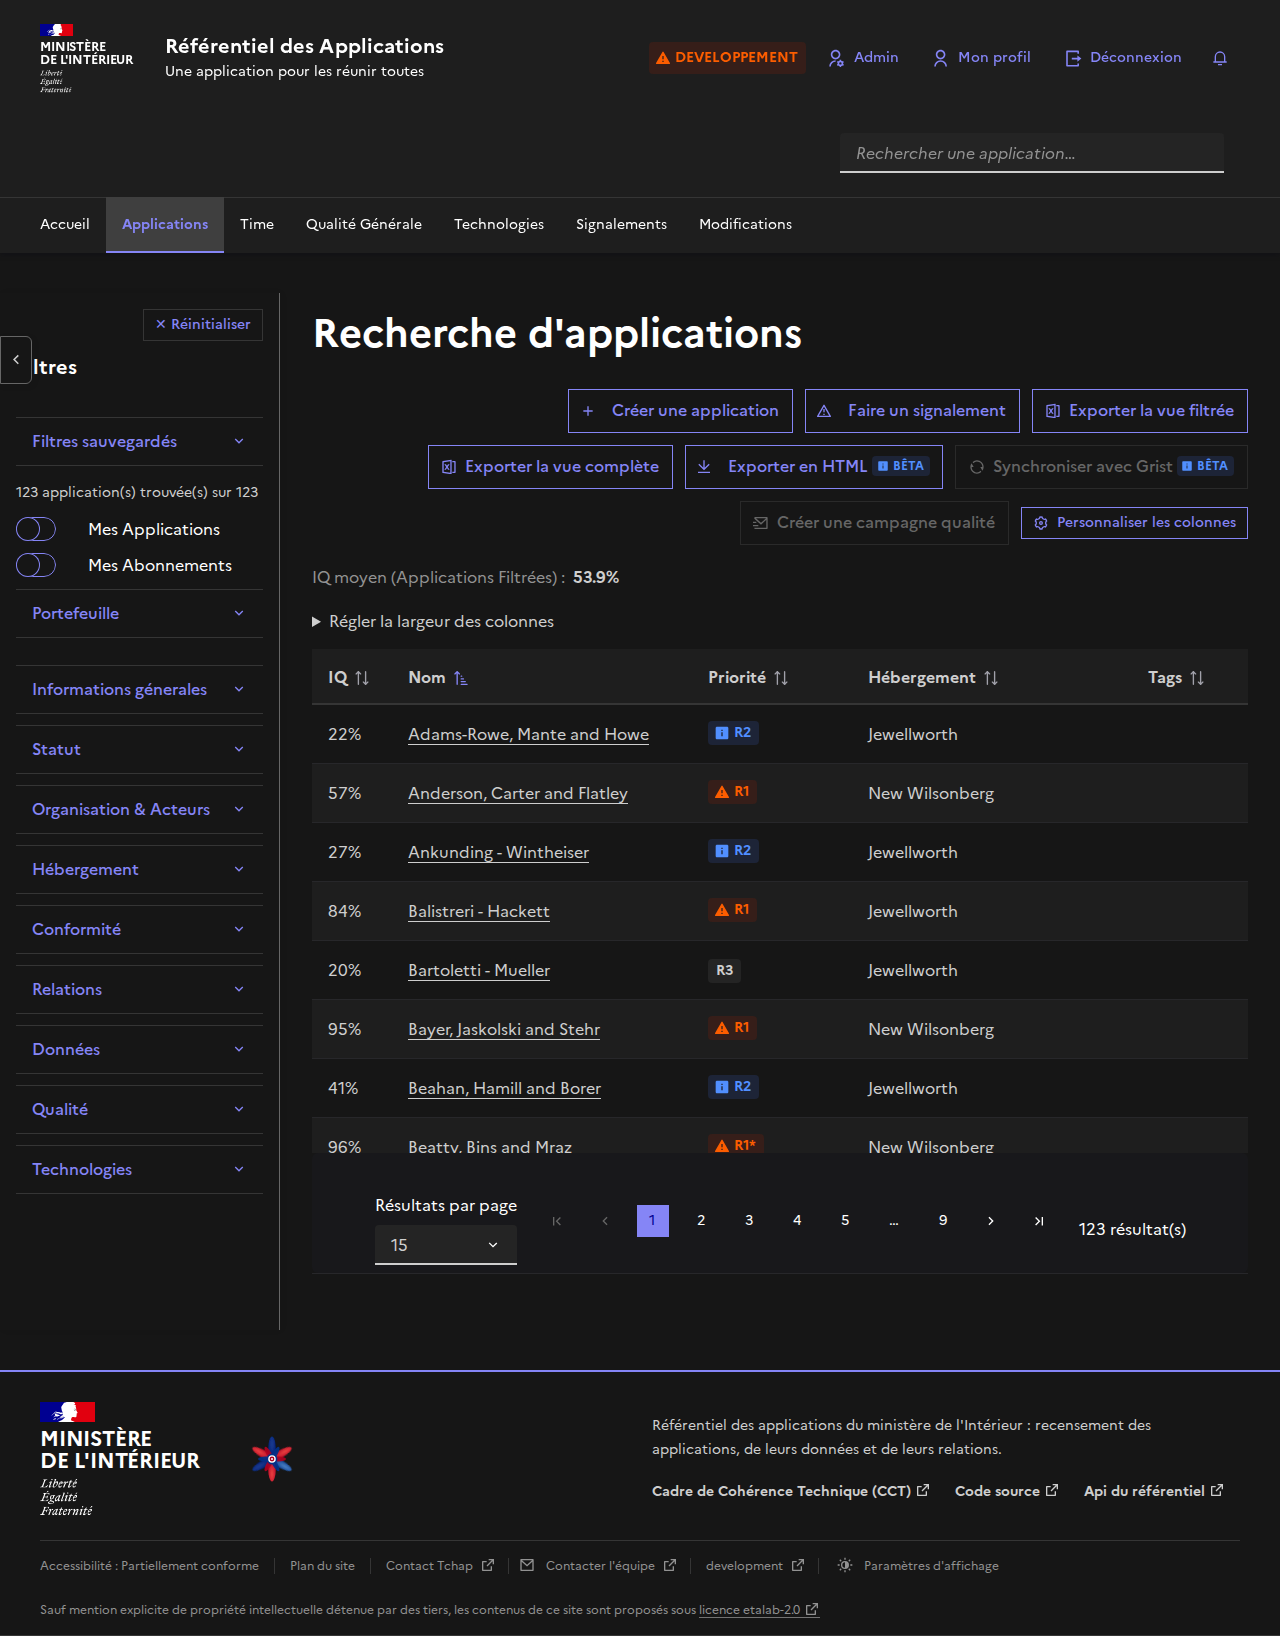 MINISTÈRE
DE L'INTÉRIEUR
Liberté
Égalité
Fraternité
Référentiel des Applications
Une application pour les réunir toutes
DEVELOPPEMENT
Admin
Mon profil
Déconnexion
Rechercher une application...
Accueil
Applications
Time
Qualité Générale
Technologies
Signalements
Modifications
Réinitialiser
ltres
Filtres sauvegardés
123 application(s) trouvée(s) sur 123
Mes Applications
Mes Abonnements
Portefeuille
Informations génerales
Statut
Organisation & Acteurs
Hébergement
Conformité
Relations
Données
Qualité
Technologies
Recherche d'applications
Créer une application
Faire un signalement
Exporter la vue filtrée
Exporter la vue complète
Exporter en HTML BÊTA
Synchroniser avec Grist BÊTA
Créer une campagne qualité
Personnaliser les colonnes
IQ moyen (Applications Filtrées) : 53.9%
Régler la largeur des colonnes
IQ Nom Priorité Hébergement Tags
22% Adams-Rowe, Mante and Howe R2 Jewellworth
57% Anderson, Carter and Flatley R1 New Wilsonberg
27% Ankunding - Wintheiser R2 Jewellworth
84% Balistreri - Hackett R1 Jewellworth
20% Bartoletti - Mueller R3 Jewellworth
95% Bayer, Jaskolski and Stehr R1 New Wilsonberg
41% Beahan, Hamill and Borer R2 Jewellworth
96% Beatty, Bins and Mraz R1* New Wilsonberg
Résultats par page
15
1 2 3 4 5 … 9
123 résultat(s)
MINISTÈRE
DE L'INTÉRIEUR
Liberté
Égalité
Fraternité
Référentiel des applications du ministère de l'Intérieur : recensement des
applications, de leurs données et de leurs relations.
Cadre de Cohérence Technique (CCT)
Code source
Api du référentiel
Accessibilité : Partiellement conforme
Plan du site
Contact Tchap
Contacter l'équipe
development
Paramètres d'affichage
Sauf mention explicite de propriété intellectuelle détenue par des tiers, les contenus de ce site sont proposés sous licence etalab-2.0